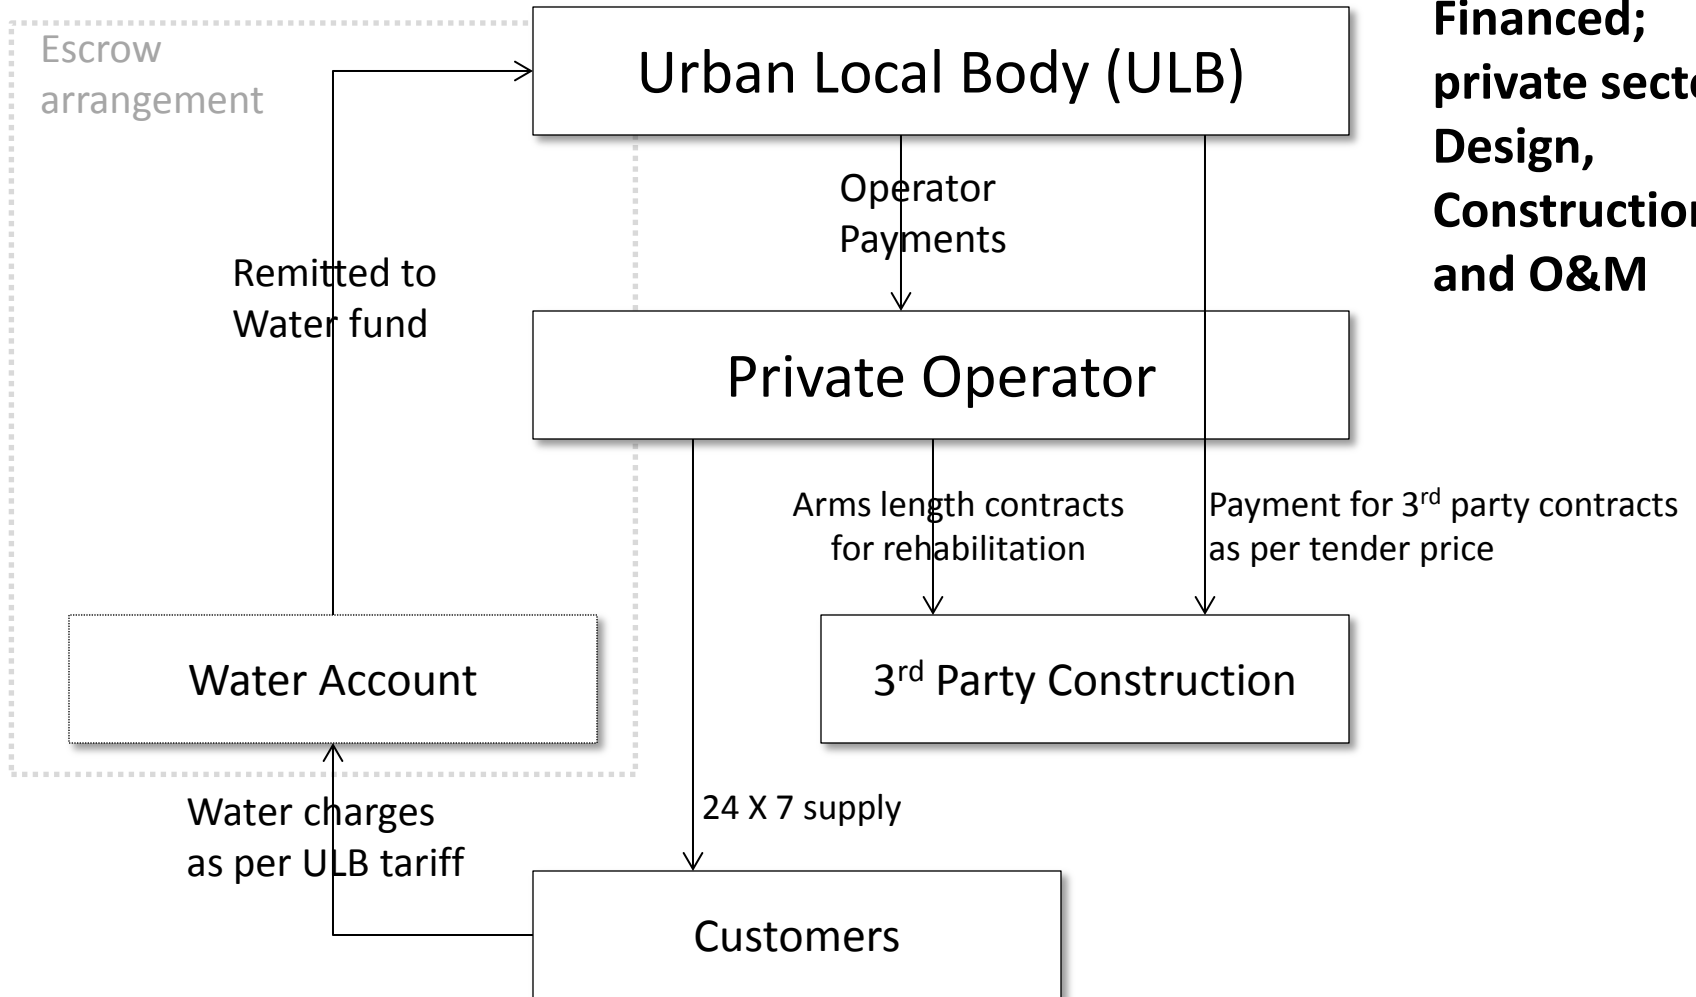 Escrow
arrangement
Urban Local Body (ULB)
Financed;
private
Design,
and O&M
Operator
Payments
Remitted to
Water fund
Private Operator
Arms length contracts
for rehabilitation
Payment for 3rd party contracts
as per tender price
Water Account
3rd Party Construction
Water charges
as per ULB tariff
24 X 7 supply
Customers